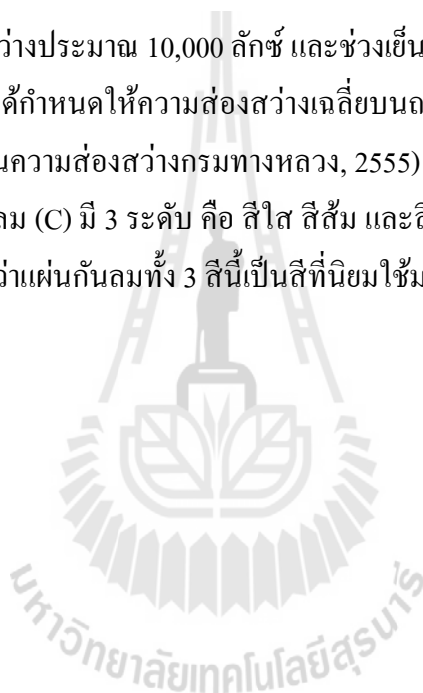 ว่างประมาณ 10,000 ลักซ์ และช่วงเย็น
ด้กำหนดให้ความส่องสว่างเฉลี่ยบนถ
นความส่องสว่างกรมทางหลวง, 2555)
ลม (C) มี 3 ระดับ คือ สีใส สีส้ม และสี
ว่าแผ่นกันลมทั้ง 3 สีนี้เป็นสีที่นิยมใช้ม
มหาวิทยาลัยเทคโนโลยีสุรนารี